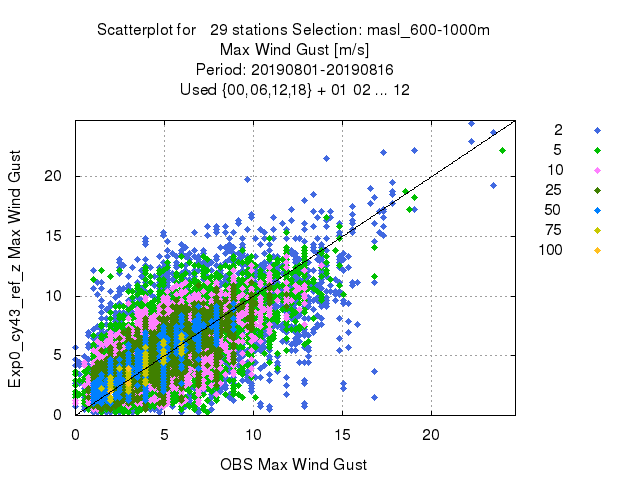 Scatterplot for 29 stations Selection: masl_600-1000m
Max Wind Gust [m/s]
Period: 20190801-20190816
Used {00,06,12,18} + 01 02 ... 12
Exp0_cy43_ref_z Max Wind Gust
20
15
10
5
0
0 5 10 15 20
OBS Max Wind Gust
2
5
10
25
50
75
100